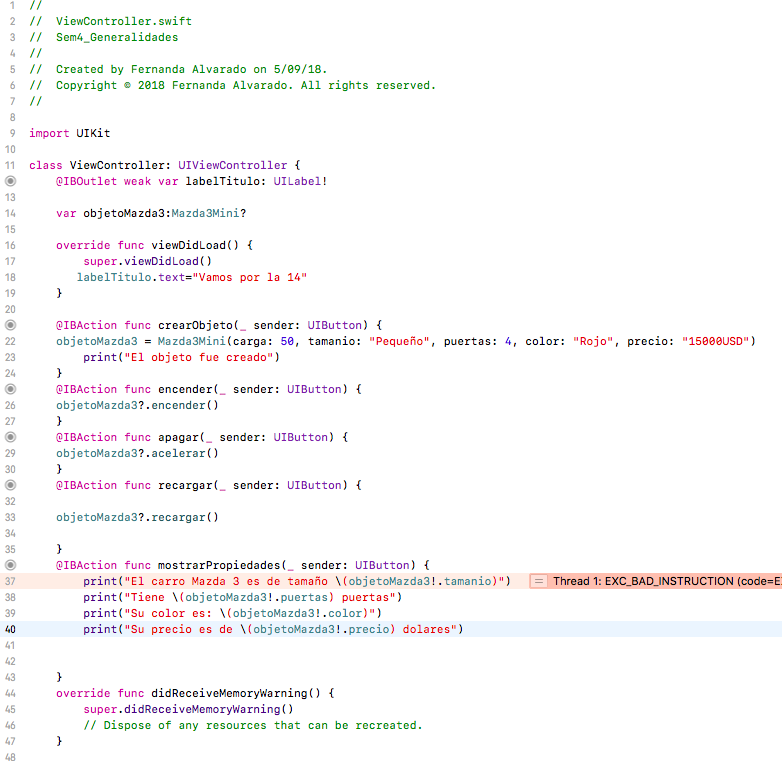 1 //
2 // ViewController.swift
3 // Sem4_Generalidades
4 //
5 // Created by Fernanda Alvarado on 5/09/18.
6 // Copyright © 2018 Fernanda Alvarado. All rights reserved.
7 //
8
9 import UIKit
10
11 class ViewController: UIViewController {
@IBOutlet weak var labelTitulo: UILabel!
13
14 var objetoMazda3:Mazda3Mini?
15
16 override func viewDidLoad() {
17 super.viewDidLoad()
18 labelTitulo.text="Vamos por la 14"
19 }
20
@IBAction func crearObjeto(_ sender: UIButton) {
22 objetoMazda3 = Mazda3Mini(carga: 50, tamanio: "Pequeño", puertas: 4, color: "Rojo", precio: "15000USD")
23 print("El objeto fue creado")
24 }
@IBAction func encender(_ sender: UIButton) {
26 objetoMazda3?.encender()
27 }
@IBAction func apagar(_ sender: UIButton) {
29 objetoMazda3?.acelerar()
30 }
@IBAction func recargar(_ sender: UIButton) {
32
33 objetoMazda3?.recargar()
34
35 }
@IBAction func mostrarPropiedades(_ sender: UIButton) {
37 print("El carro Mazda 3 es de tamaño \(objetoMazda3!.tamanio)") = Thread 1: EXC_BAD_INSTRUCTION (code=E
38 print("Tiene \(objetoMazda3!.puertas) puertas")
39 print("Su color es: \(objetoMazda3!.color)")
40 print("Su precio es de \(objetoMazda3!.precio) dolares")
41
42
43 }
44 override func didReceiveMemoryWarning() {
45 super.didReceiveMemoryWarning()
46 // Dispose of any resources that can be recreated.
47 }
48